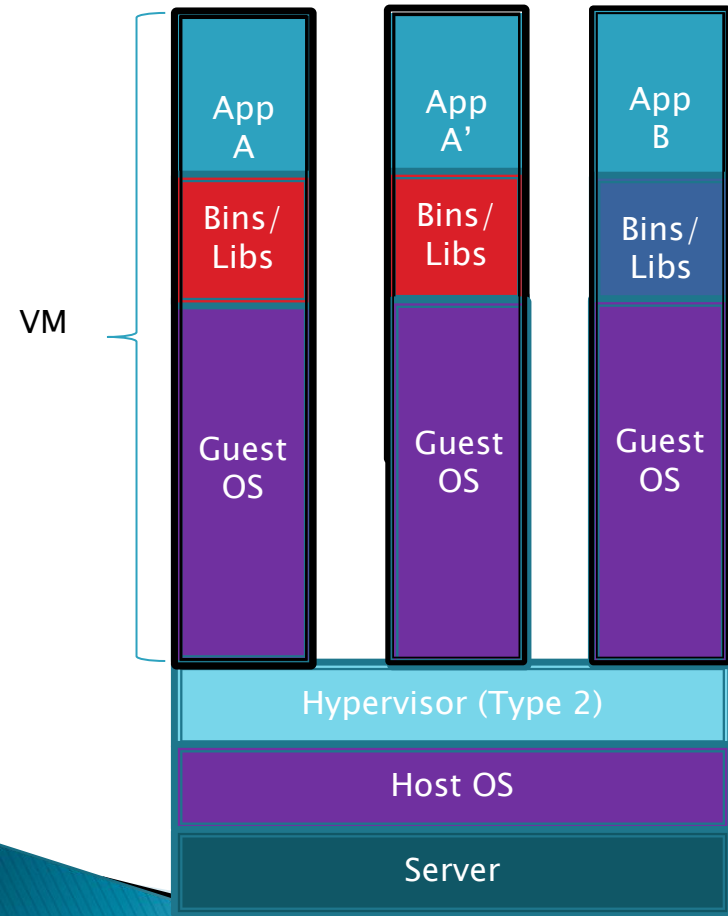 VM
App
A
Bins/
Libs
Guest
OS
App
A’
Bins/
Libs
Guest
OS
App
B
Bins/
Libs
Guest
OS
Hypervisor (Type 2)
Host OS
Server